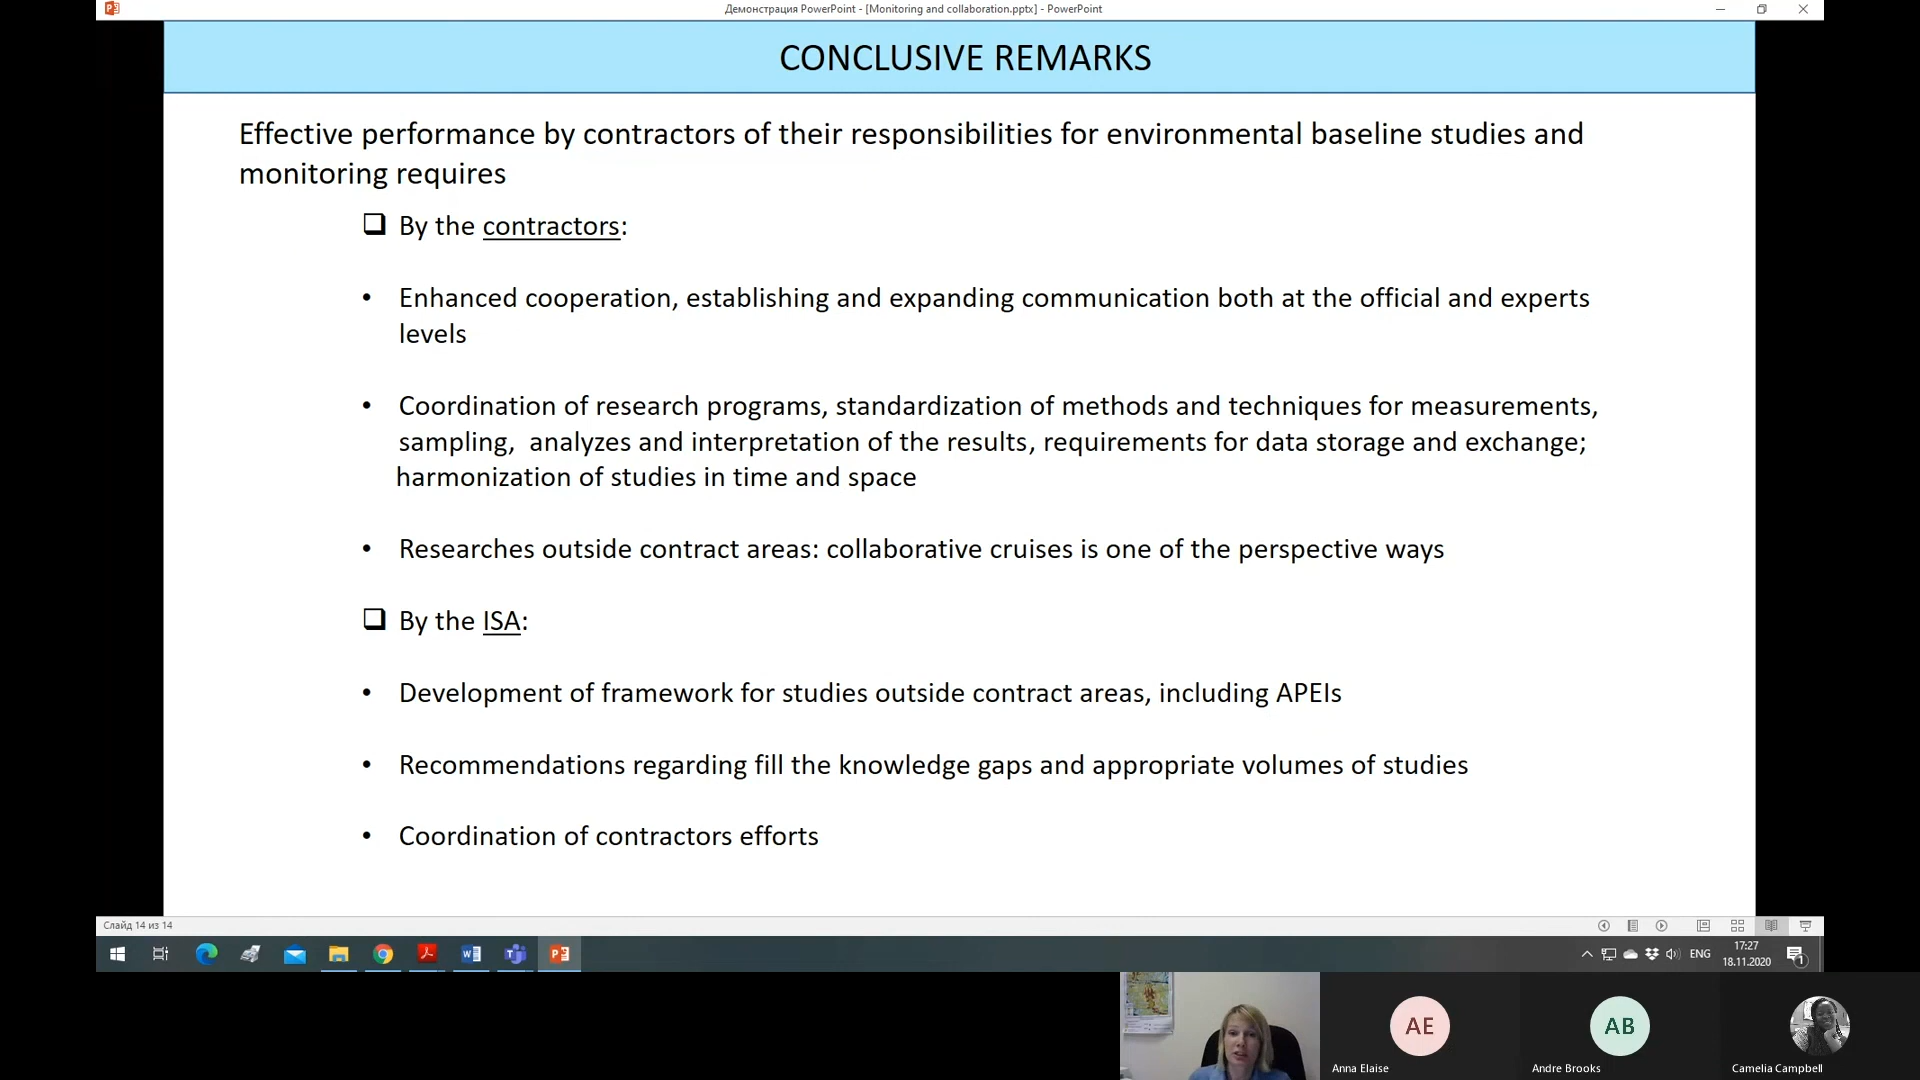 Демонстрация PowerPoint - [Monitoring and collaboration.pptx] - PowerPoint
CONCLUSIVE REMARKS
Effective performance by contractors of their responsibilities for environmental baseline studies and
monitoring requires
By the contractors:
Enhanced cooperation, establishing and expanding communication both at the official and experts
levels
Coordination of research programs, standardization of methods and techniques for measurements,
sampling, analyzes and interpretation of the results, requirements for data storage and exchange;
harmonization of studies in time and space
Researches outside contract areas: collaborative cruises is one of the perspective ways
By the ISA:
Development of framework for studies outside contract areas, including APEIs
Recommendations regarding fill the knowledge gaps and appropriate volumes of studies
Coordination of contractors efforts
Слайд 14 из 14
ENG
17:27
18.11.2020
1
AE
AB
Anna Elaise
Andre Brooks
Camelia Campbell